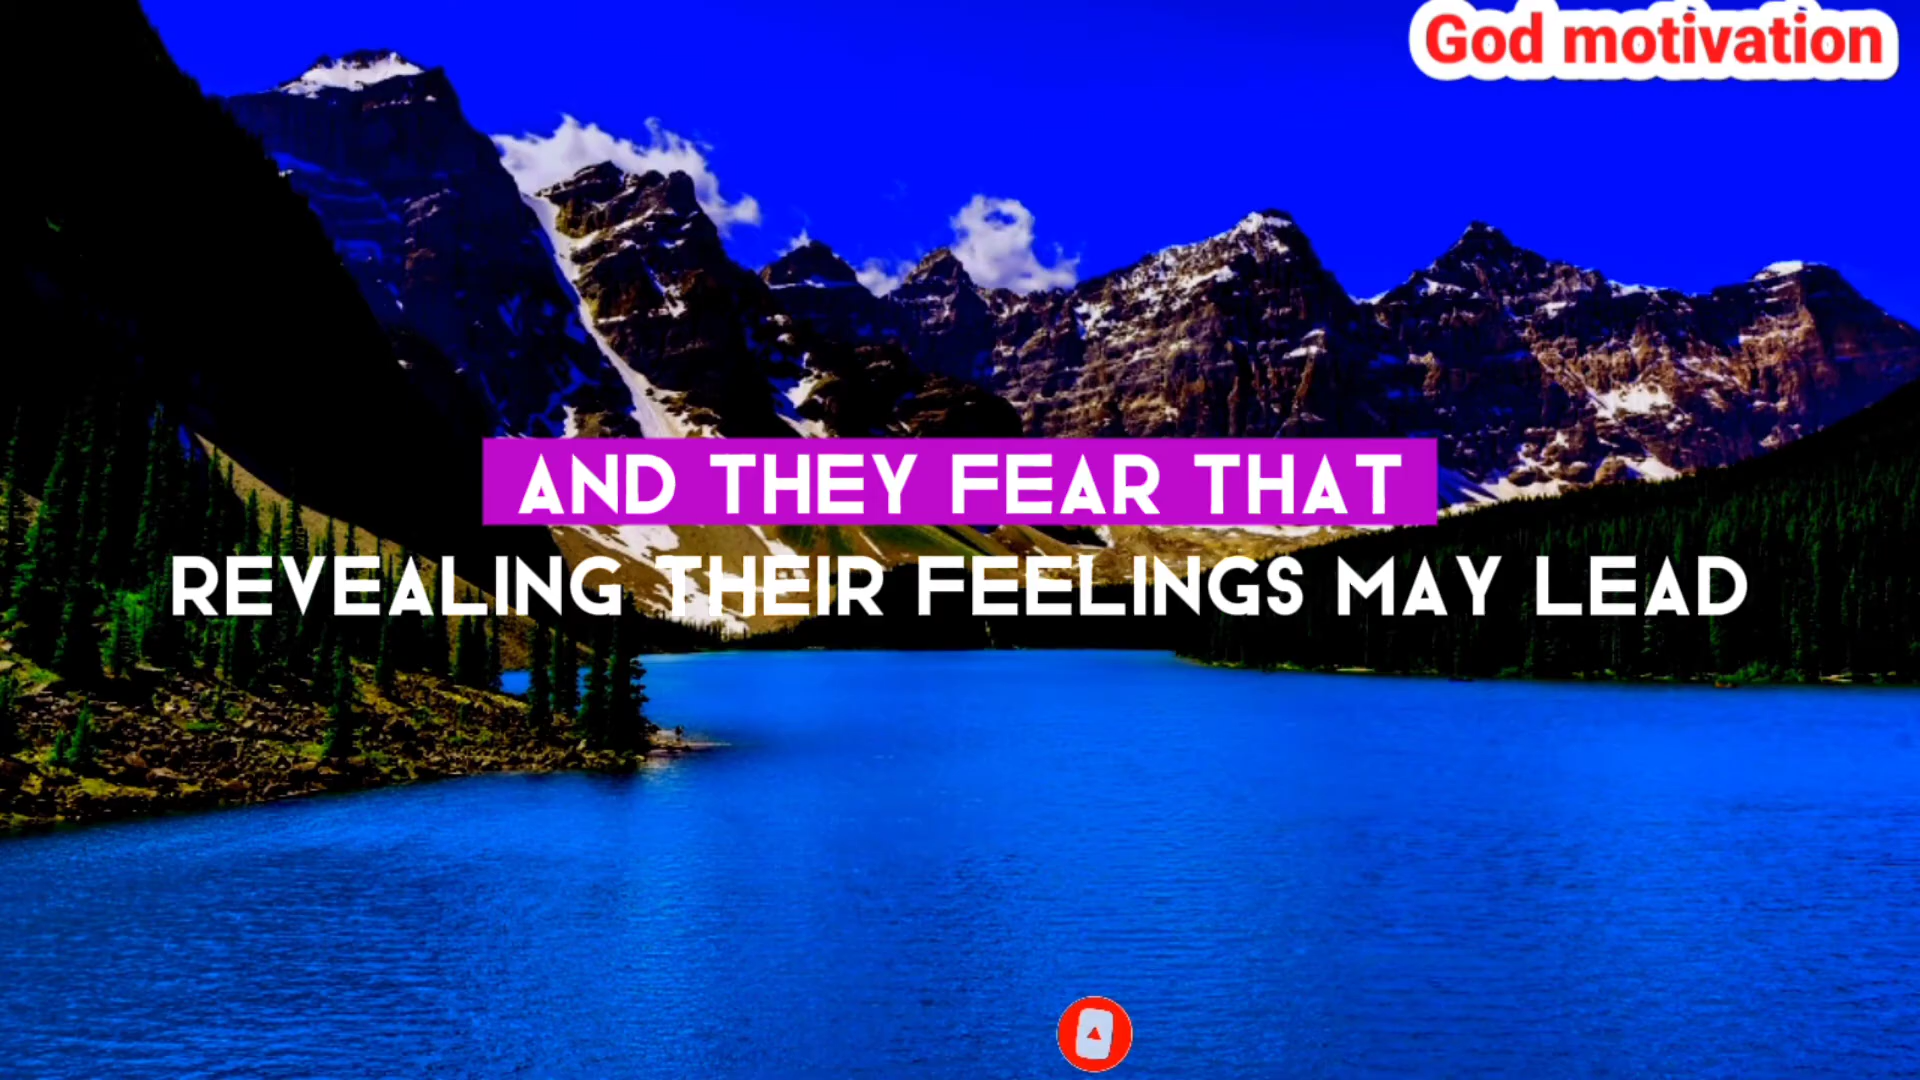 God motivation
AND THEY FEAR THAT
REVEALING THEIR FEELINGS MAY LEAD